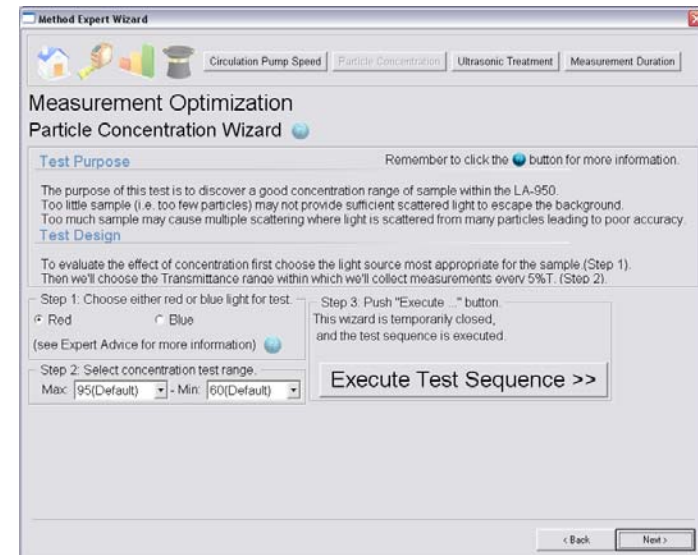 Method Expert Wizard
Circulation Pump Speed Particle Concentration Ultrasonic Treatment Measurement Duration
Measurement Optimization
Particle Concentration Wizard
Test Purpose
Remember to click the button for more information.
The purpose of this test is to discover a good concentration range of sample within the LA-950.
Too little sample (i.e. too few particles) may not provide sufficient scattered light to escape the background.
Too much sample may cause multiple scattering where light is scattered from many particles leading to poor accuracy.
Test Design
To evaluate the effect of concentration first choose the light source most appropriate for the sample.(Step 1).
Then we'll choose the Transmittance range within which we'll collect measurements every 5%T. (Step 2).
Step 1: Choose either red or blue light for test.
Red Blue
(see Expert Advice for more information)
Step 2: Select concentration test range.
Max: 95(Default) - Min: 60(Default)
Step 3. Push "Execute ..." button.
This wizard is temporarily closed,
and the test sequence is executed.
Execute Test Sequence >>
< Back Next >